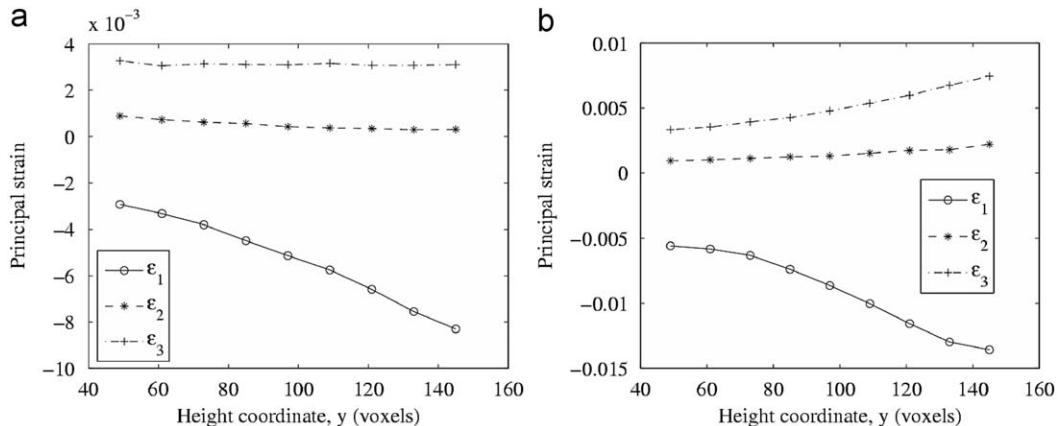 a
x 10⁻³
4
2
0
−2
−4
−6
−8
−10
40 60 80 100 120 140 160
Principal strain
Height coordinate, y (voxels)
ε₁
ε₂
ε₃
b
0.01
0.005
0
−0.005
−0.01
−0.015
40 60 80 100 120 140 160
Principal strain
Height coordinate, y (voxels)
ε₁
ε₂
ε₃